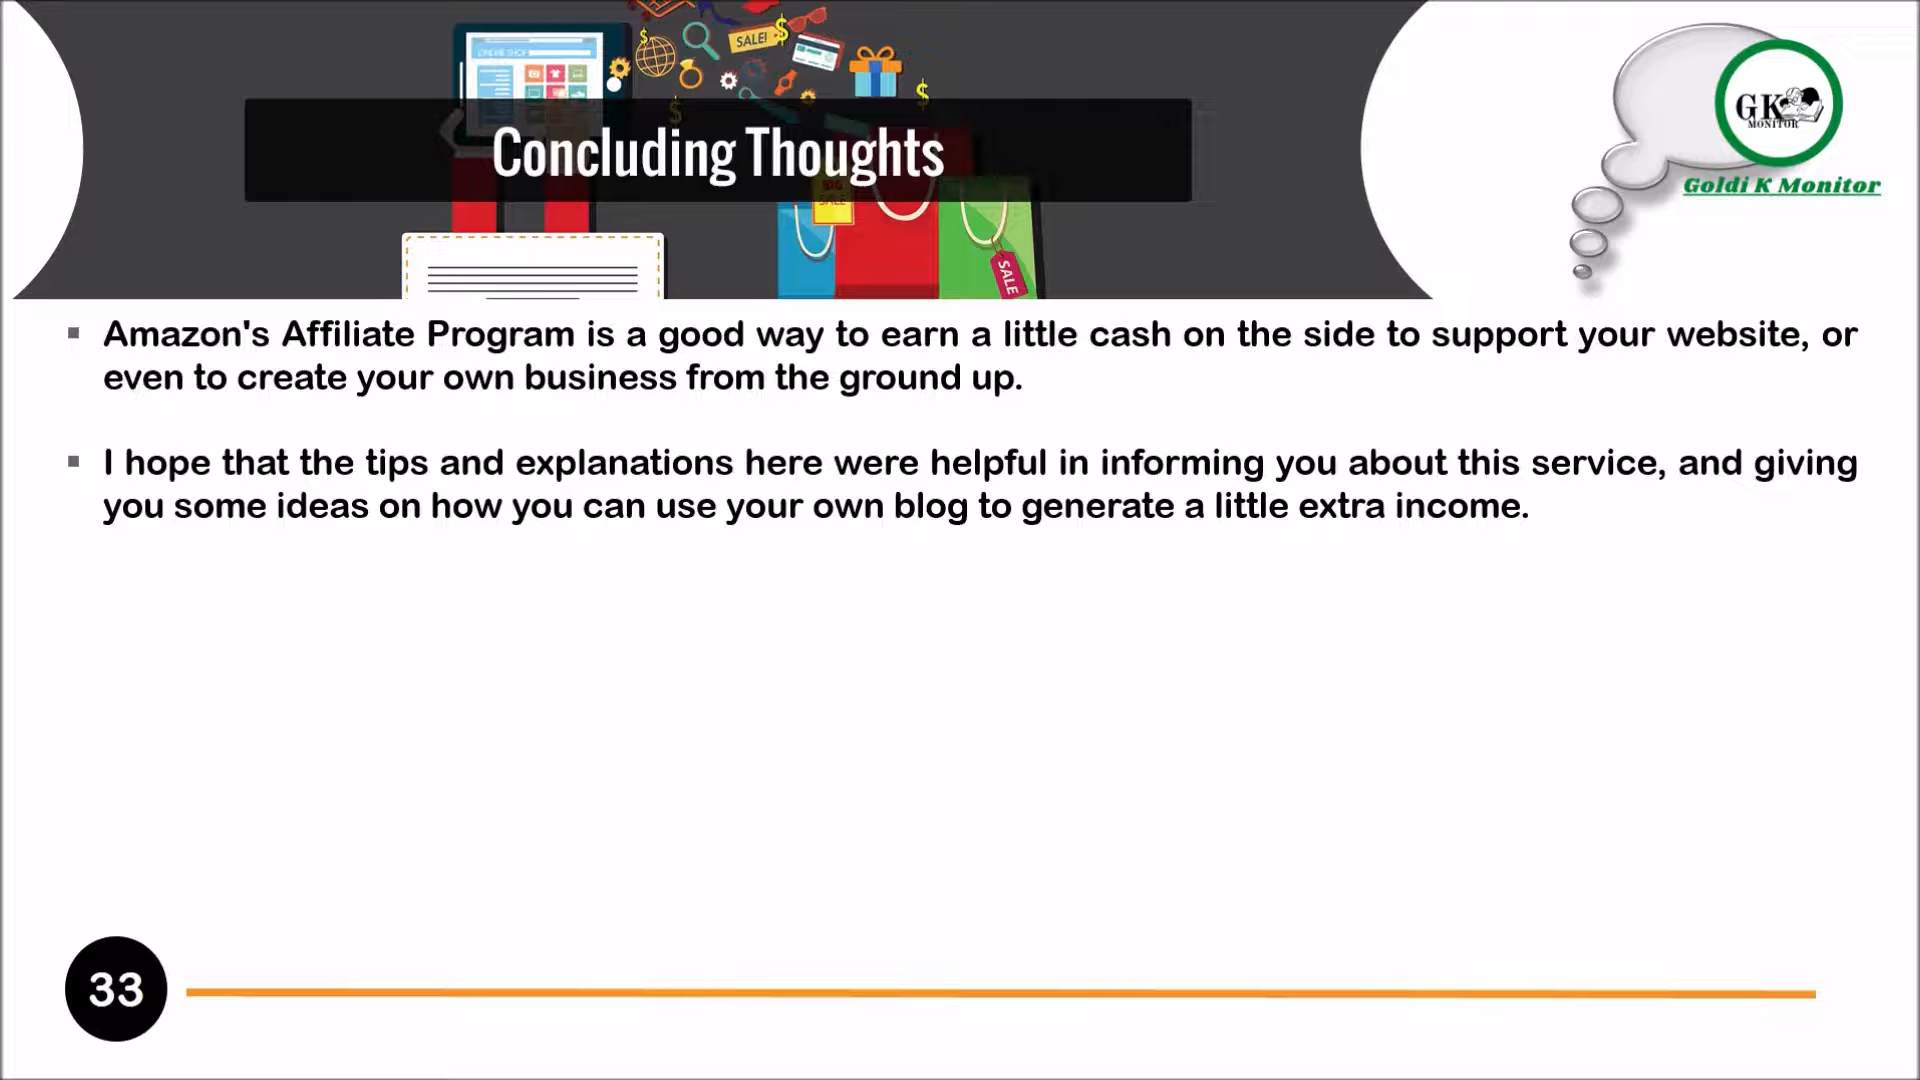 ONLINE SHOP
SALE!
Concluding Thoughts
BIG
SALE
SALE
GK
MONITOR
Goldi K Monitor
▪ Amazon's Affiliate Program is a good way to earn a little cash on the side to support your website, or
even to create your own business from the ground up.
▪ I hope that the tips and explanations here were helpful in informing you about this service, and giving
you some ideas on how you can use your own blog to generate a little extra income.
33